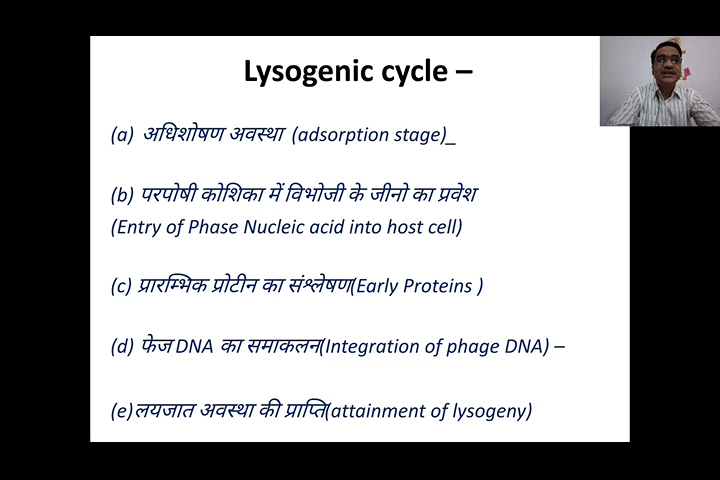 Lysogenic cycle –
(a) अधिशोषण अवस्था (adsorption stage)_
(b) परपोषी कोशिका में विभोजी के जीनो का प्रवेश
(Entry of Phase Nucleic acid into host cell)
(c) प्रारम्भिक प्रोटीन का संश्लेषण(Early Proteins )
(d) फेज DNA का समाकलन(Integration of phage DNA) –
(e)लयजात अवस्था की प्राप्ति(attainment of lysogeny)